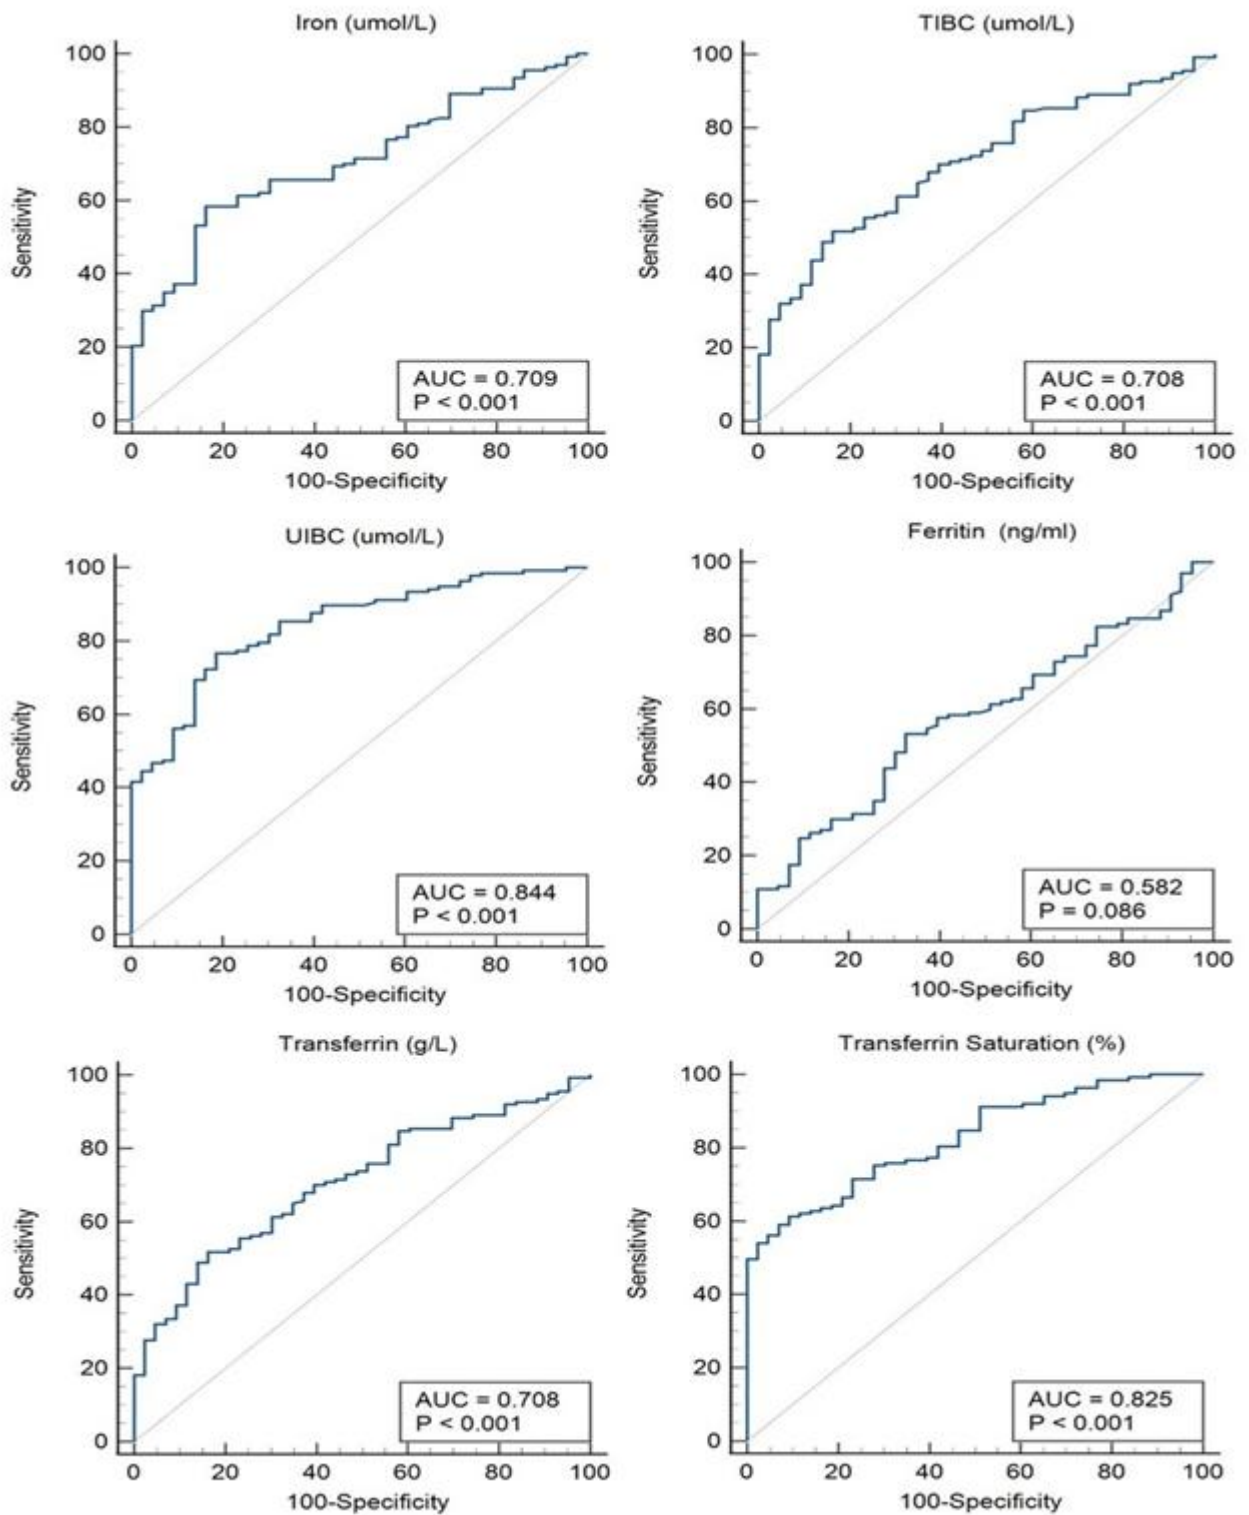 Iron (umol/L)
100
80
60
40
20
0
Sensitivity
AUC = 0.709
P < 0.001
0 20 40 60 80 100
100-Specificity
TIBC (umol/L)
100
80
60
40
20
0
Sensitivity
AUC = 0.708
P < 0.001
0 20 40 60 80 100
100-Specificity
UIBC (umol/L)
100
80
60
40
20
0
Sensitivity
AUC = 0.844
P < 0.001
0 20 40 60 80 100
100-Specificity
Ferritin (ng/ml)
100
80
60
40
20
0
Sensitivity
AUC = 0.582
P = 0.086
0 20 40 60 80 100
100-Specificity
Transferrin (g/L)
100
80
60
40
20
0
Sensitivity
AUC = 0.708
P < 0.001
0 20 40 60 80 100
100-Specificity
Transferrin Saturation (%)
100
80
60
40
20
0
Sensitivity
AUC = 0.825
P < 0.001
0 20 40 60 80 100
100-Specificity